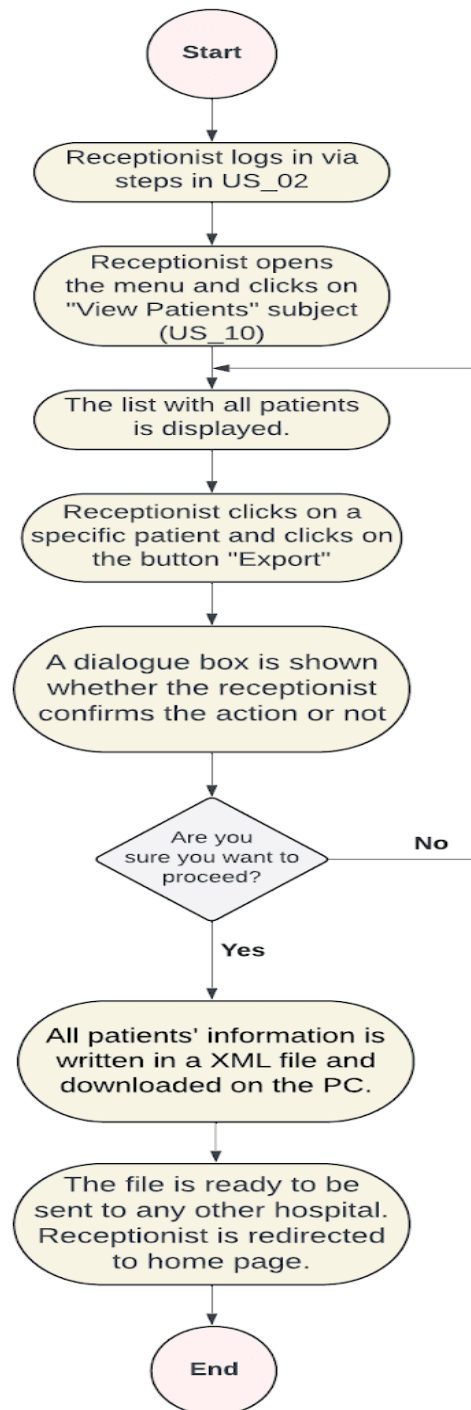 Start
Receptionist logs in via
steps in US_02
Receptionist opens
the menu and clicks on
"View Patients" subject
(US_10)
The list with all patients
is displayed.
Receptionist clicks on a
specific patient and clicks on
the button "Export"
A dialogue box is shown
whether the receptionist
confirms the action or not
Are you
sure you want to
proceed?
No
Yes
All patients' information is
written in a XML file and
downloaded on the PC.
The file is ready to be
sent to any other hospital.
Receptionist is redirected
to home page.
End